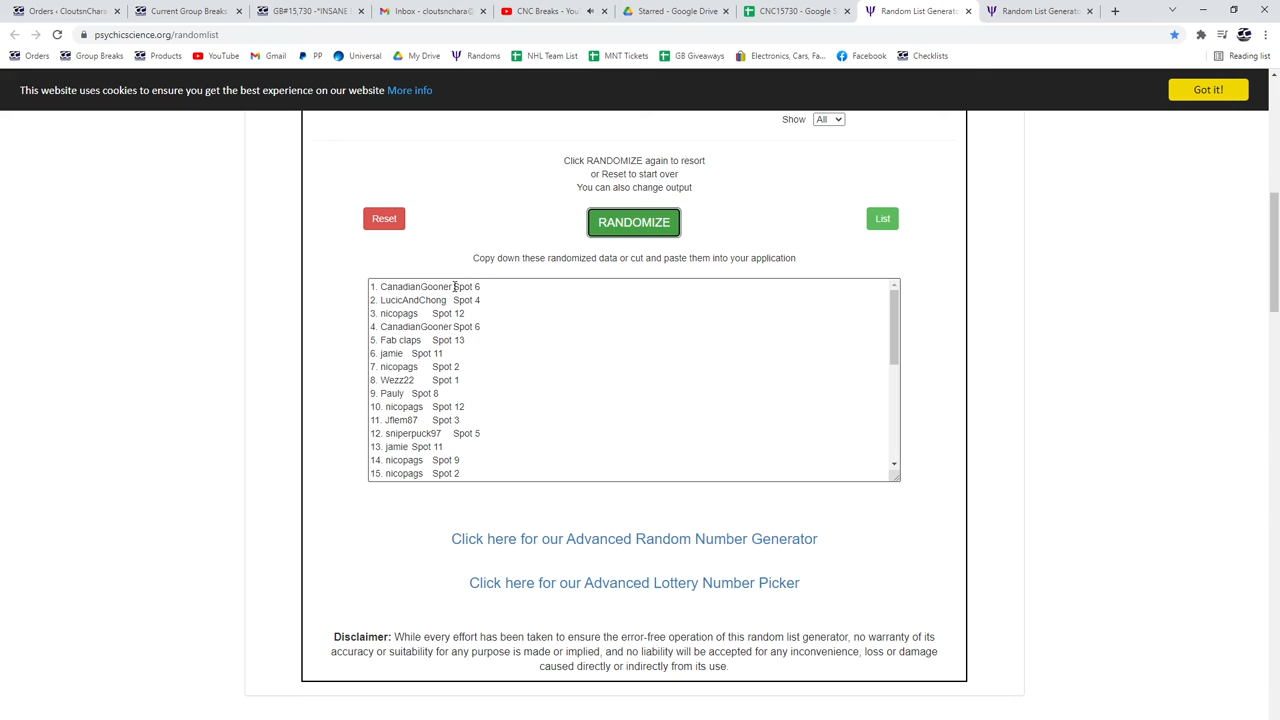 Orders ‹ CloutsnChara
Current Group Breaks
GB#15,730 -*INSANE
Inbox - cloutsnchara@
CNC Breaks - You
Starred - Google Drive
CNC15730 - Google S
Random List Generato
Random List Generato
psychicscience.org/randomlist
Orders
Group Breaks
Products
YouTube
Gmail
PP
Universal
My Drive
Randoms
NHL Team List
MNT Tickets
GB Giveaways
Electronics, Cars, Fa...
Facebook
Checklists
Reading list
This website uses cookies to ensure you get the best experience on our website More info
Got it!
Show All
Click RANDOMIZE again to resort
or Reset to start over
You can also change output
Reset
RANDOMIZE
List
Copy down these randomized data or cut and paste them into your application
1. CanadianGooner Spot 6
2. LucicAndChong Spot 4
3. nicopags Spot 12
4. CanadianGooner Spot 6
5. Fab claps Spot 13
6. jamie Spot 11
7. nicopags Spot 2
8. Wezz22 Spot 1
9. Pauly Spot 8
10. nicopags Spot 12
11. Jflem87 Spot 3
12. sniperpuck97 Spot 5
13. jamie Spot 11
14. nicopags Spot 9
15. nicopags Spot 2
Click here for our Advanced Random Number Generator
Click here for our Advanced Lottery Number Picker
Disclaimer: While every effort has been taken to ensure the error-free operation of this random list generator, no warranty of its
accuracy or suitability for any purpose is made or implied, and no liability will be accepted for any inconvenience, loss or damage
caused directly or indirectly from its use.